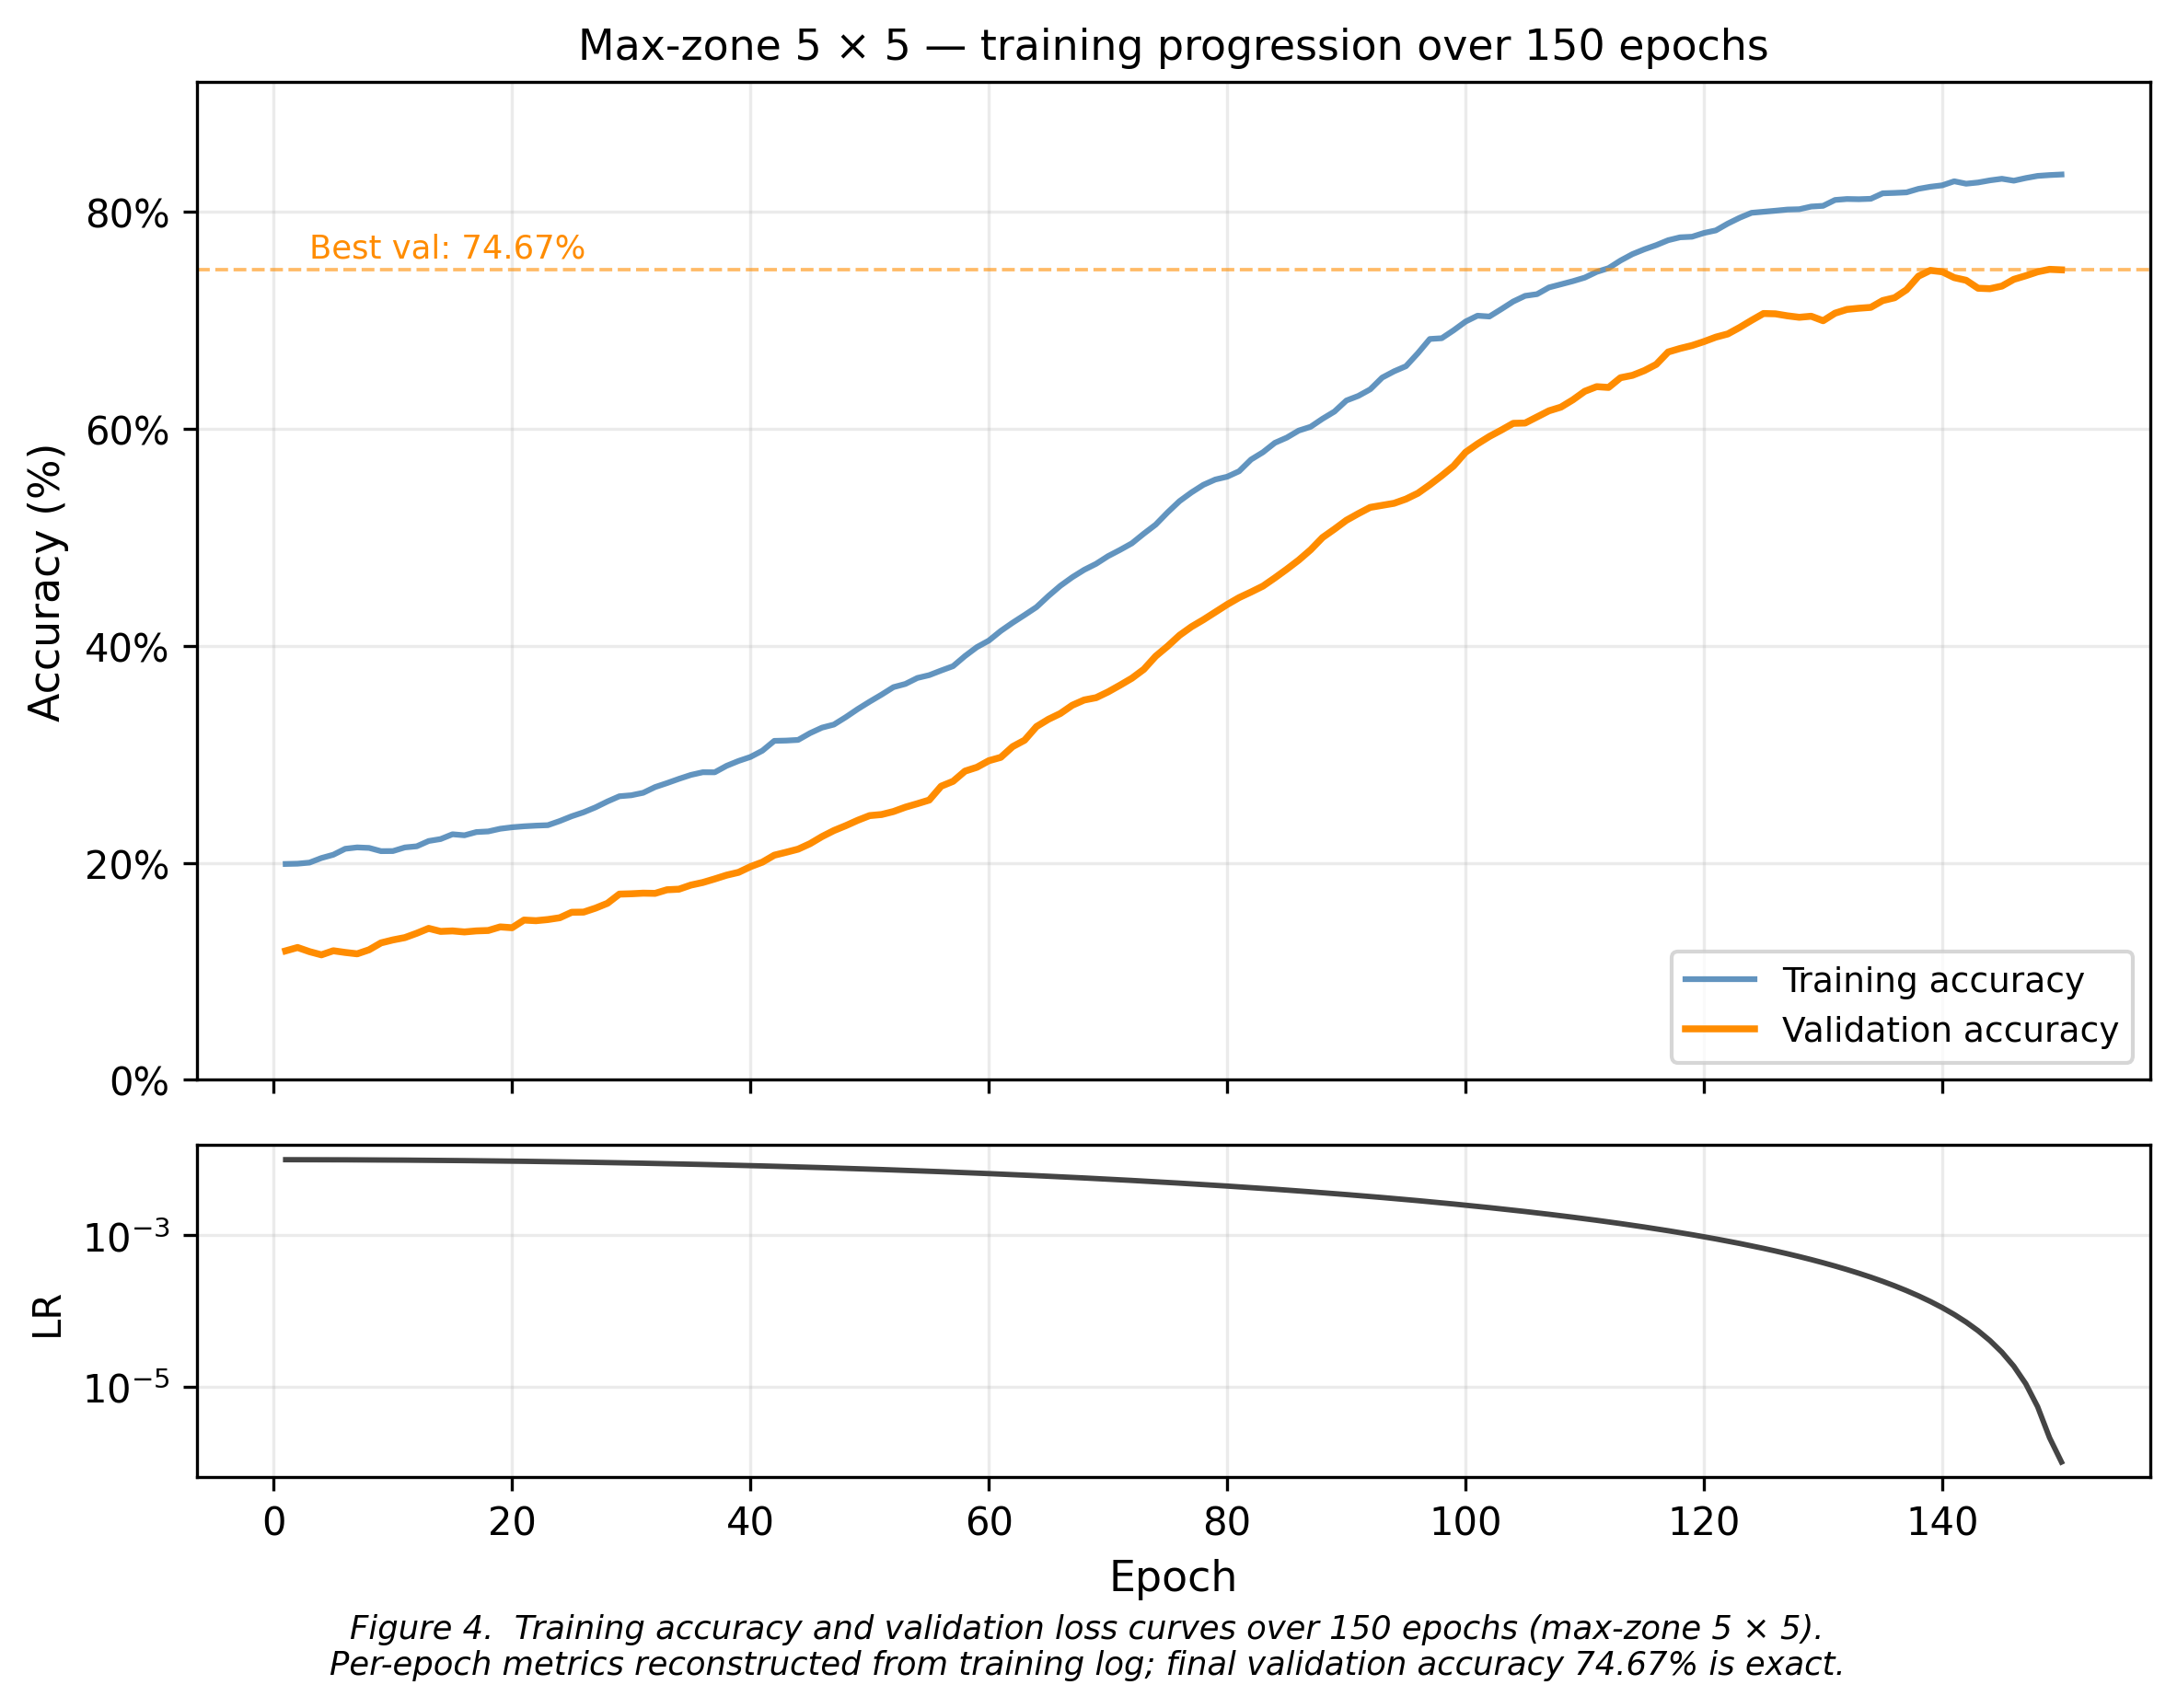 Max-zone 5 × 5 — training progression over 150 epochs
Accuracy (%)
80%
60%
40%
20%
0%
Best val: 74.67%
Training accuracy
Validation accuracy
LR
10⁻³
10⁻⁵
0 20 40 60 80 100 120 140
Epoch
Figure 4. Training accuracy and validation loss curves over 150 epochs (max-zone 5 × 5).
Per-epoch metrics reconstructed from training log; final validation accuracy 74.67% is exact.